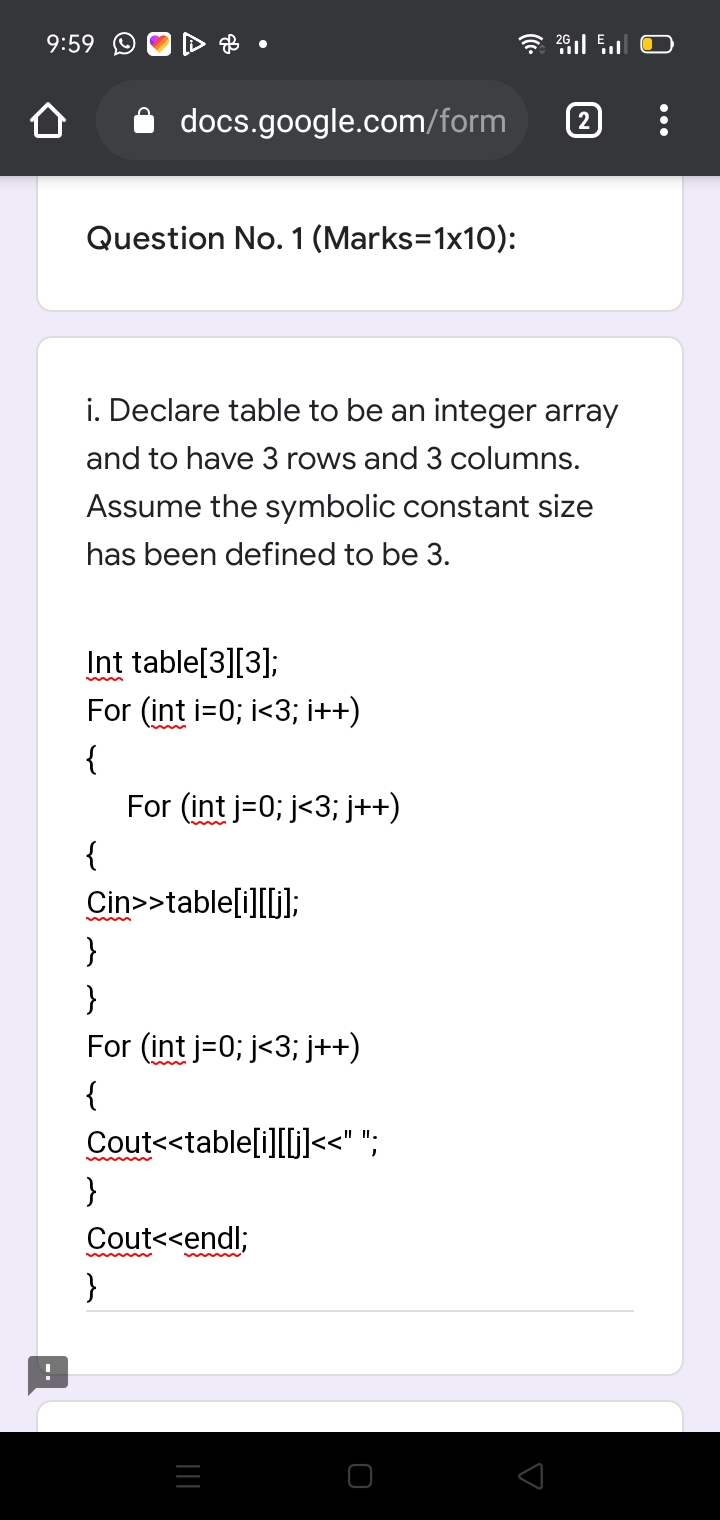 9:59
2G
E
docs.google.com/form
2
Question No. 1 (Marks=1x10):
i. Declare table to be an integer array
and to have 3 rows and 3 columns.
Assume the symbolic constant size
has been defined to be 3.
Int table[3][3];
For (int i=0; i<3; i++)
{
For (int j=0; j<3; j++)
{
Cin>>table[i][[j];
}
}
For (int j=0; j<3; j++)
{
Cout<<table[i][[j]<<" ";
}
Cout<<endl;
}
!